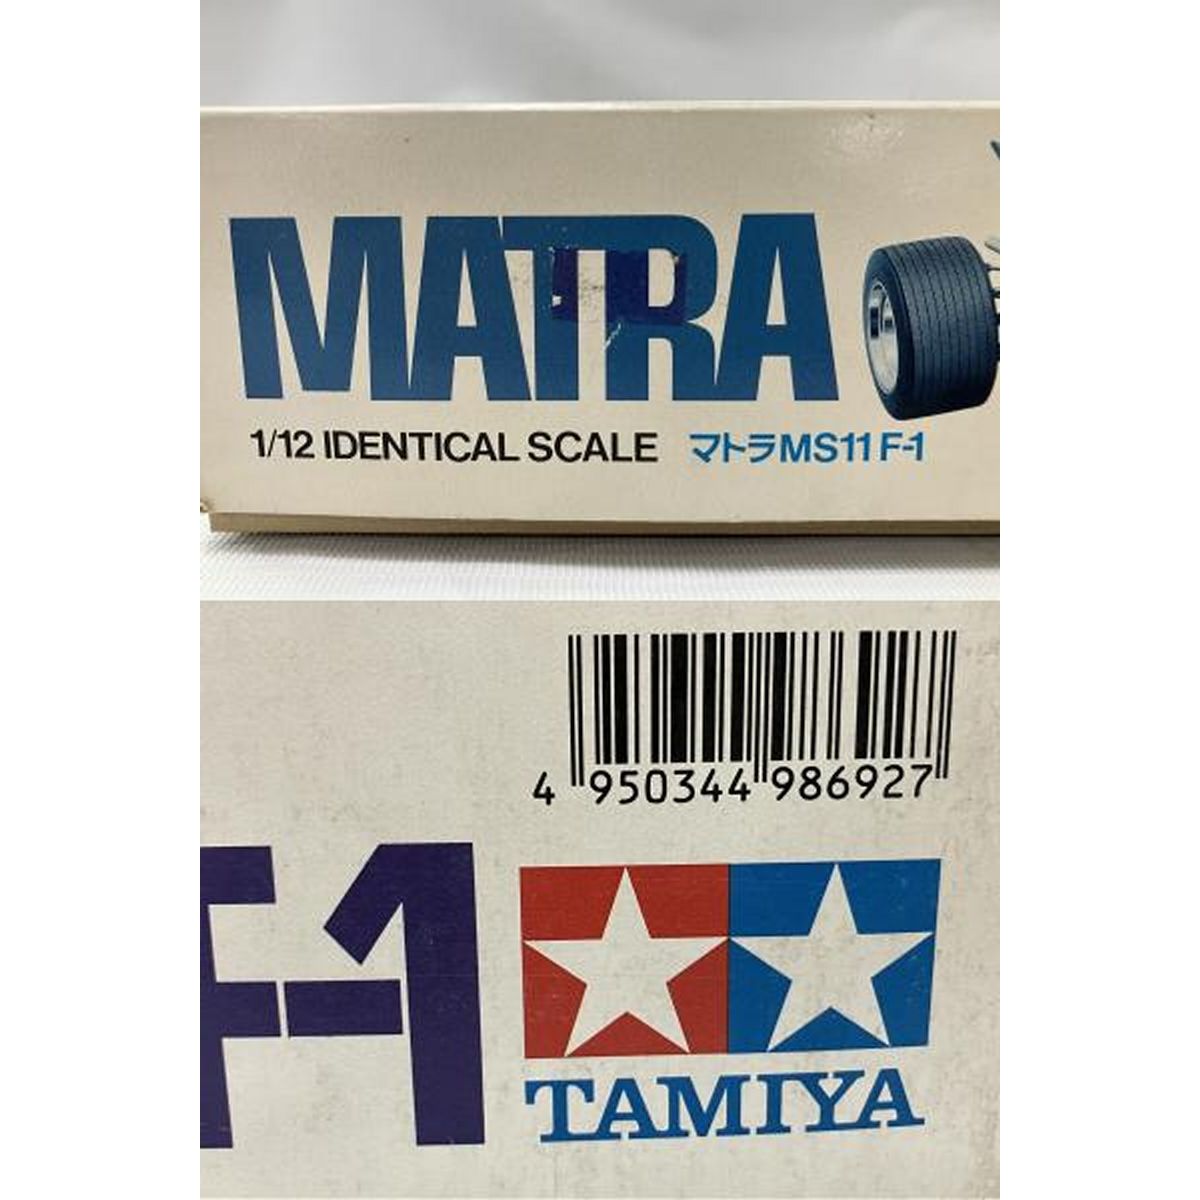 MATRA
1/12 IDENTICAL SCALE マトラMS11 F-1
4 950344 986927
F-1
TAMIYA